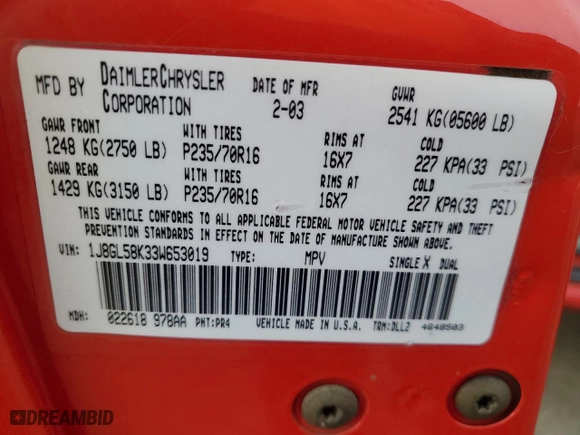 MFD BY DAIMLERCHRYSLER CORPORATION
DATE OF MFR 2-03
GVWR 2541 KG(05600 LB)
GAWR FRONT WITH TIRES RIMS AT COLD
1248 KG(2750 LB) P235/70R16 16X7 227 KPA(33 PSI)
GAWR REAR WITH TIRES RIMS AT COLD
1429 KG(3150 LB) P235/70R16 16X7 227 KPA(33 PSI)
THIS VEHICLE CONFORMS TO ALL APPLICABLE FEDERAL MOTOR VEHICLE SAFETY AND THEFT
PREVENTION STANDARDS IN EFFECT ON THE DATE OF MANUFACTURE SHOWN ABOVE.
VIN: 1J8GL58K33W653019 TYPE: MPV SINGLE X DUAL
MDH: 022618 978AA PNT:PR4 VEHICLE MADE IN U.S.A. TRM:DLL2 4648503
DREAMBID